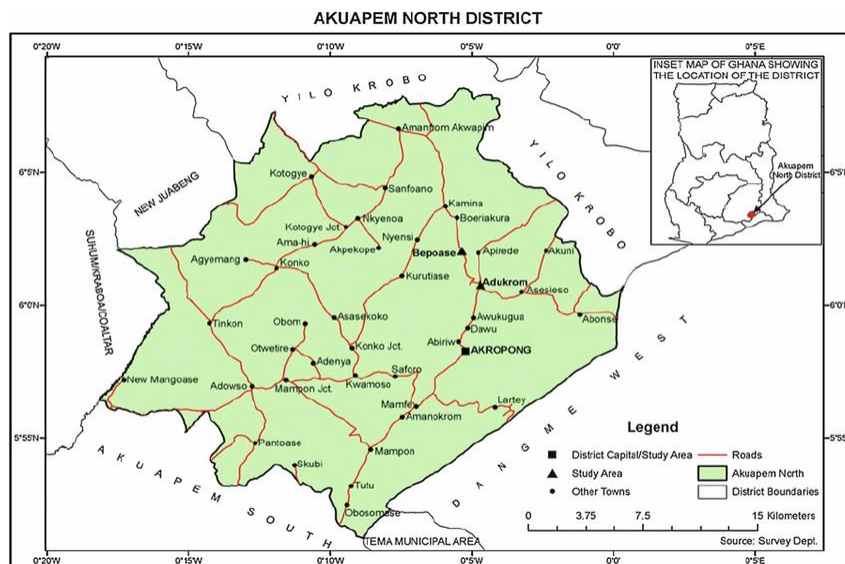 AKUAPEM NORTH DISTRICT
0°20'W 0°15'W 0°10'W 0°5'W 0°0' 0°5'E
INSET MAP OF GHANA SHOWING
THE LOCATION OF THE DISTRICT
Akuapem
North District
YILO KROBO
YILO KROBO
NEW JUABENG
SUHUM/KRABOA/COALTAR
6°5'N
6°0'N
5°55'N
5°50'N
Amanfrom Akwapim
Kotogye
Sanfoano
Kamina
Boeriakura
Nkyenoa
Kotogye Jct.
Nyensi
Ama-hi
Akpekope
Bepoase
Apirede
Akuni
Agyemang
Konko
Kurutiase
Adukrom
Asesieso
Tinkon
Obom
Asasekoko
Awukugua
Abonse
Dawu
Otwetire
Konko Jct.
Abiriw
AKROPONG
Adenya
New Mangoase
Adowso
Mampon Jct.
Kwamoso
Saforo
Mamfe
Lartey
Amanokrom
Pantoase
Mampon
Skubi
Tutu
Obosomase
DANGME WEST
AKUAPEM SOUTH
TEMA MUNICIPAL AREA
Legend
District Capital/Study Area
Roads
Study Area
Akuapem North
Other Towns
District Boundaries
0 3.75 7.5 15 Kilometers
Source: Survey Dept.
0°20'W 0°15'W 0°10'W 0°5'W 0°0' 0°5'E